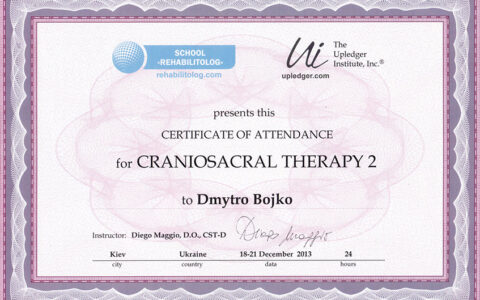 SCHOOL
«REHABILITOLOG»
rehabilitolog.com
Ui The
Upledger
Institute, Inc.®
upledger.com
presents this
CERTIFICATE OF ATTENDANCE
for CRANIOSACRAL THERAPY 2
to Dmytro Bojko
Instructor: Diego Maggio, D.O., CST-D Diego Maggio
Kiev Ukraine 18-21 December 2013 24
city country data hours